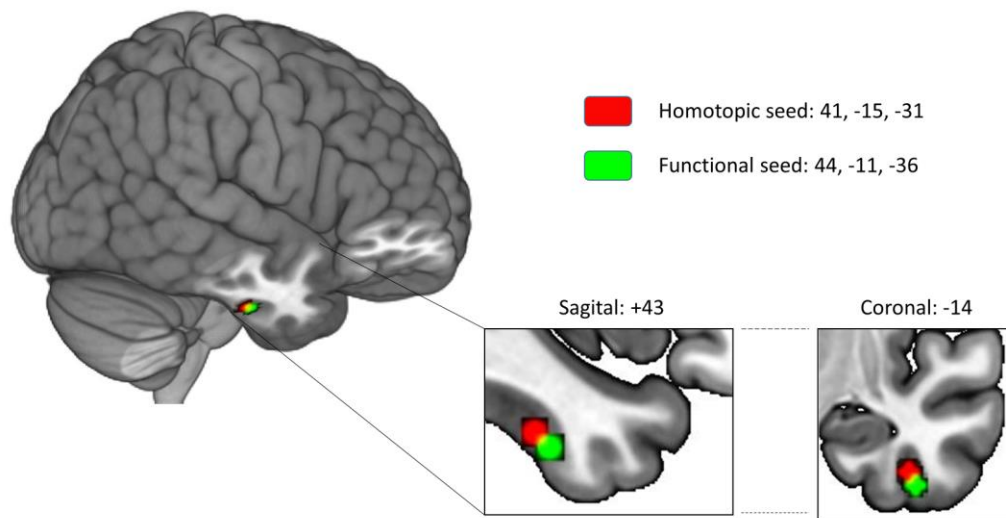 Homotopic seed: 41, -15, -31
Functional seed: 44, -11, -36
Sagital: +43
Coronal: -14